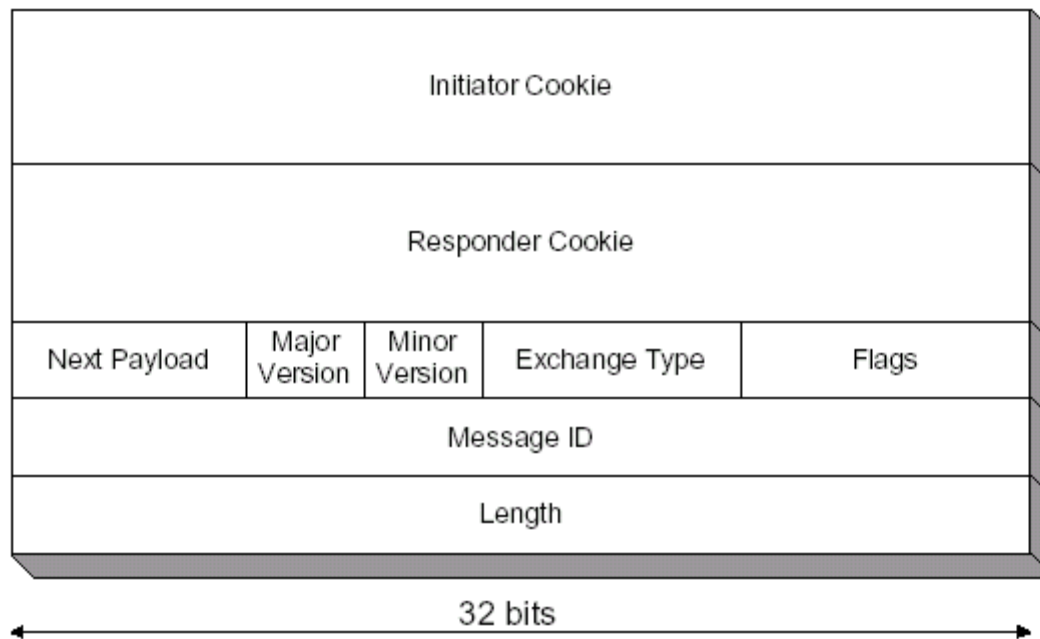 Initiator Cookie
Responder Cookie
Next Payload
Major
Version
Minor
Version
Exchange Type
Flags
Message ID
Length
32 bits